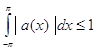 ∫_{-π}^{π} | a(x) | dx ≤ 1